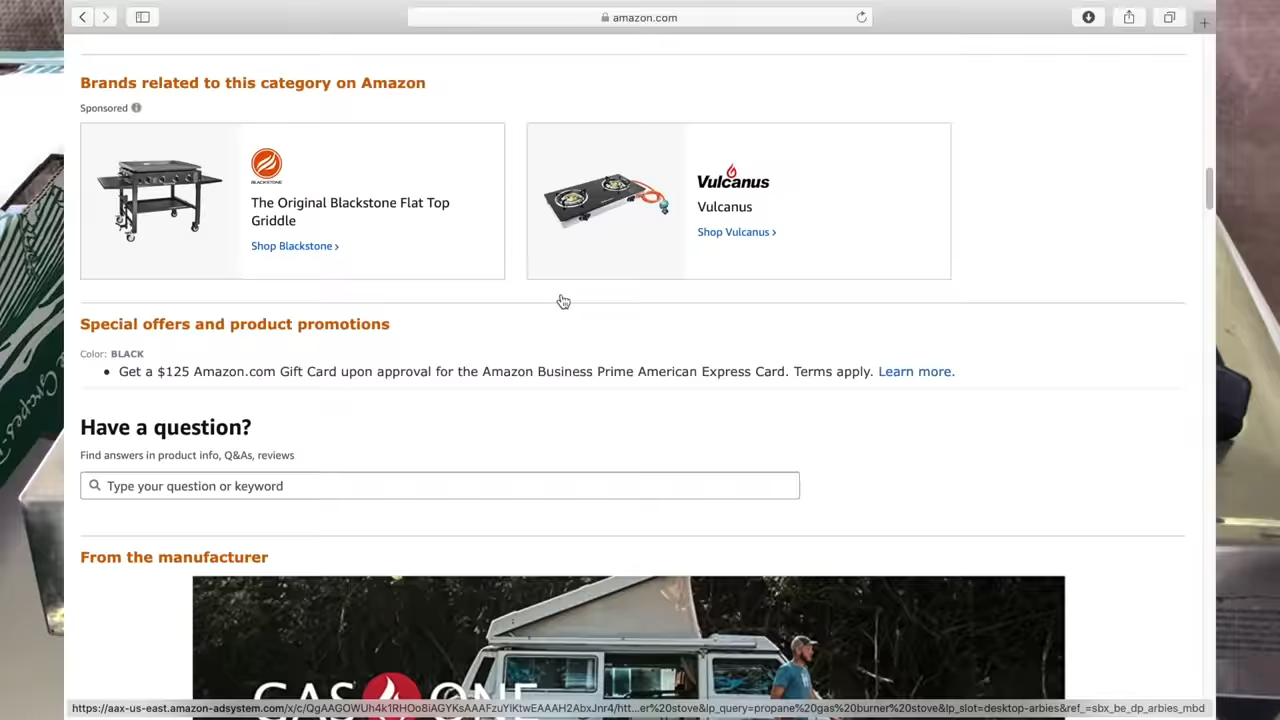 amazon.com
Brands related to this category on Amazon
Sponsored
BLACKSTONE
The Original Blackstone Flat Top
Griddle
Shop Blackstone ›
Vulcanus
Vulcanus
Shop Vulcanus ›
Special offers and product promotions
Color: BLACK
• Get a $125 Amazon.com Gift Card upon approval for the Amazon Business Prime American Express Card. Terms apply. Learn more.
Have a question?
Find answers in product info, Q&As, reviews
Type your question or keyword
From the manufacturer
GAS ONE